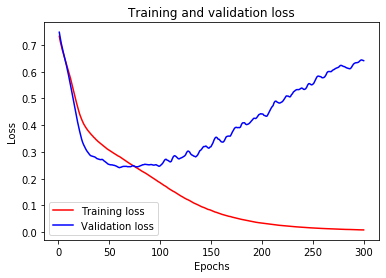 Training and validation loss
Loss
0.7
0.6
0.5
0.4
0.3
0.2
0.1
0.0
Training loss
Validation loss
0 50 100 150 200 250 300
Epochs